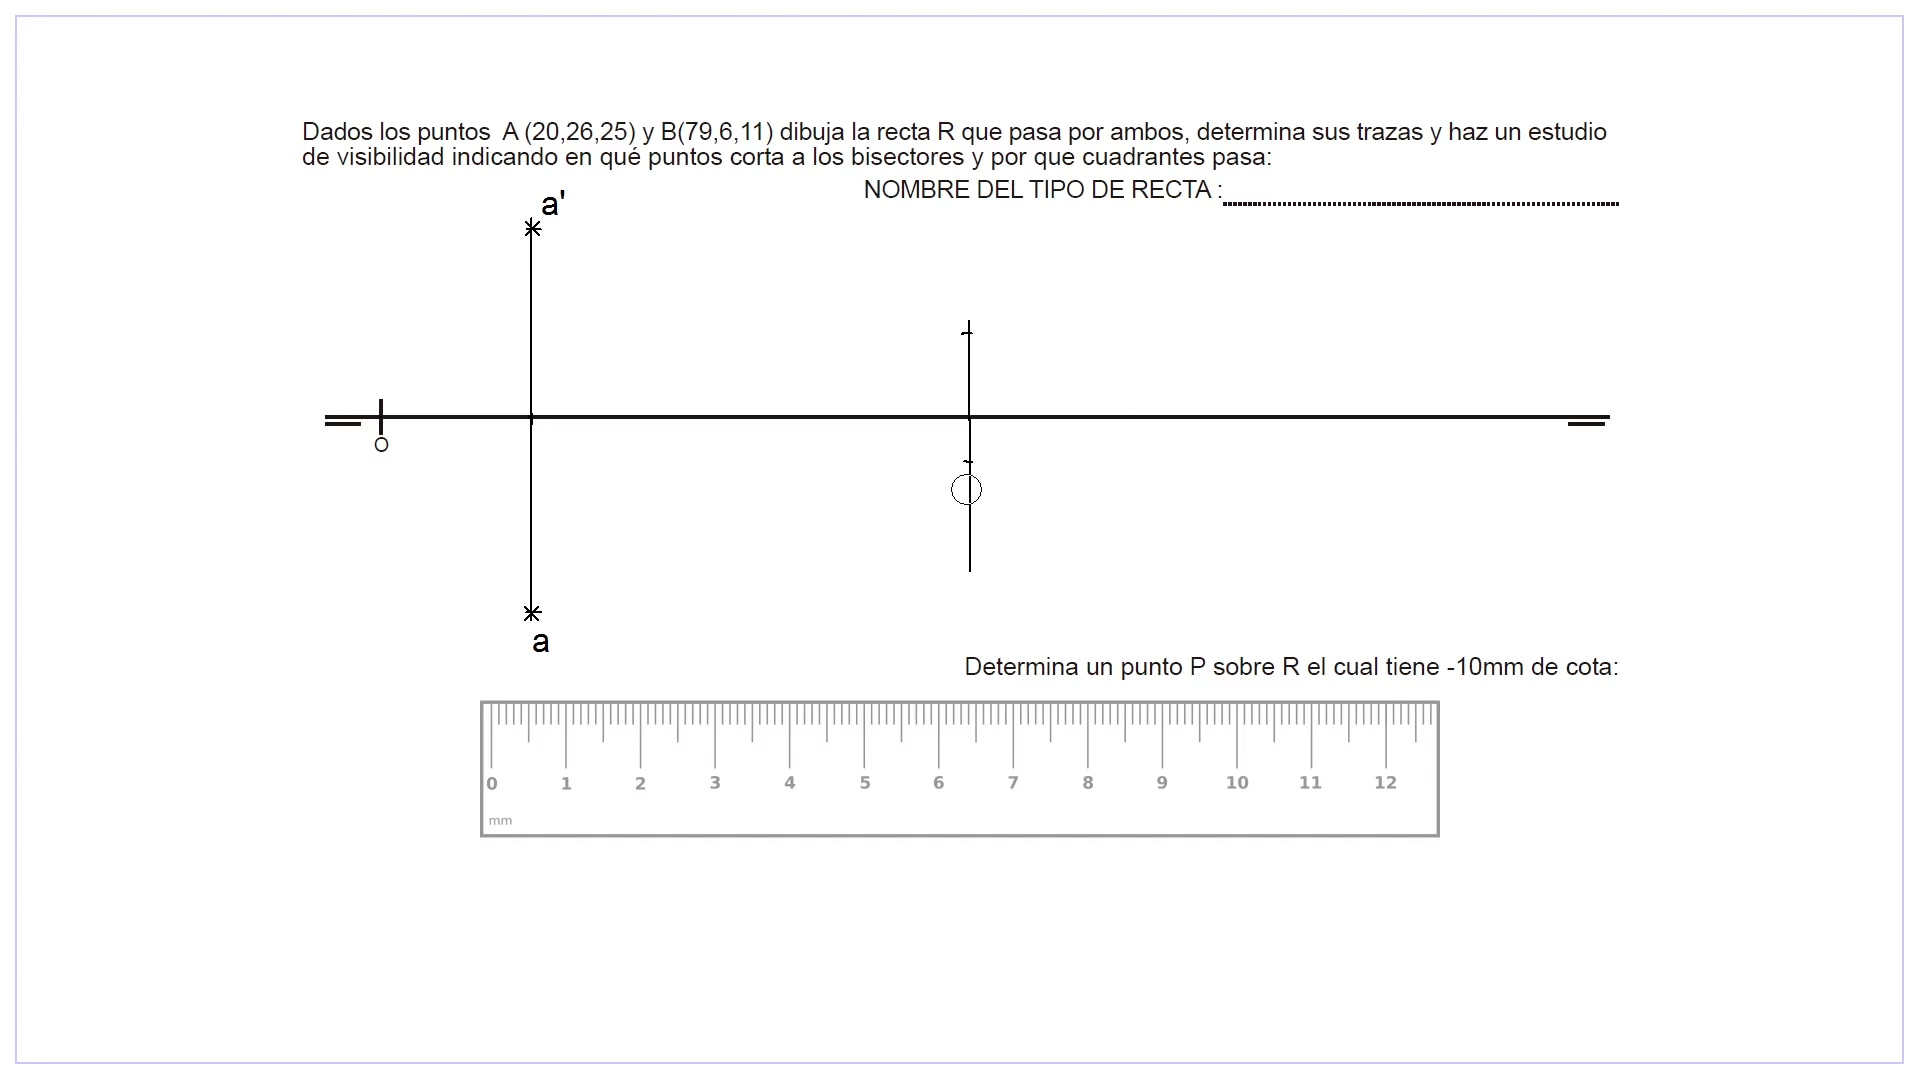 Dados los puntos A (20,26,25) y B(79,6,11) dibuja la recta R que pasa por ambos, determina sus trazas y haz un estudio
de visibilidad indicando en qué puntos corta a los bisectores y por que cuadrantes pasa:
NOMBRE DEL TIPO DE RECTA :
a'
O
a
Determina un punto P sobre R el cual tiene -10mm de cota:
0 1 2 3 4 5 6 7 8 9 10 11 12
mm